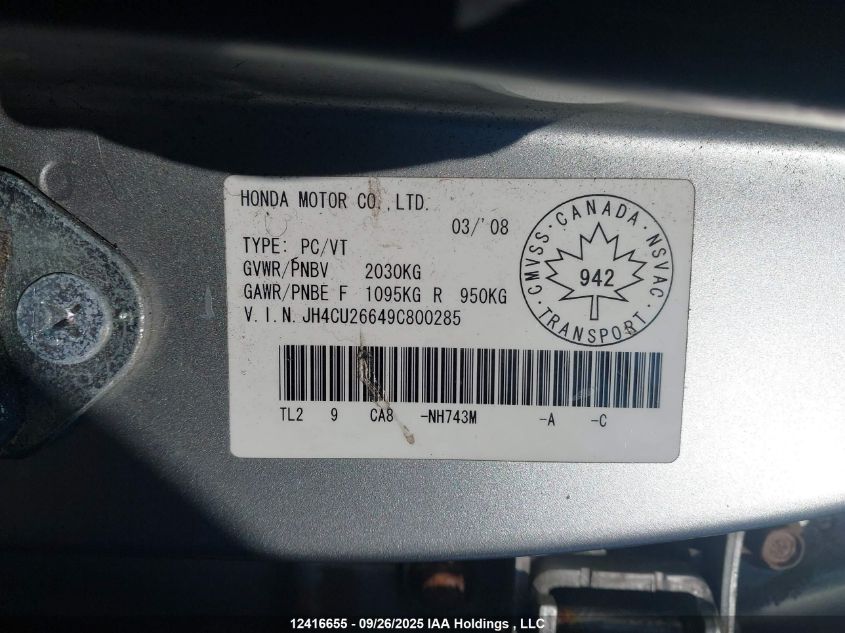 HONDA MOTOR CO.,LTD.
03/'08
TYPE: PC/VT
GVWR/PNBV 2030KG
GAWR/PNBE F 1095KG R 950KG
V.I.N. JH4CU26649C800285
CANADA
CMVSS · NSVAC
942
TRANSPORT
TL2 9 CA8 -NH743M -A -C
12416655 - 09/26/2025 IAA Holdings , LLC